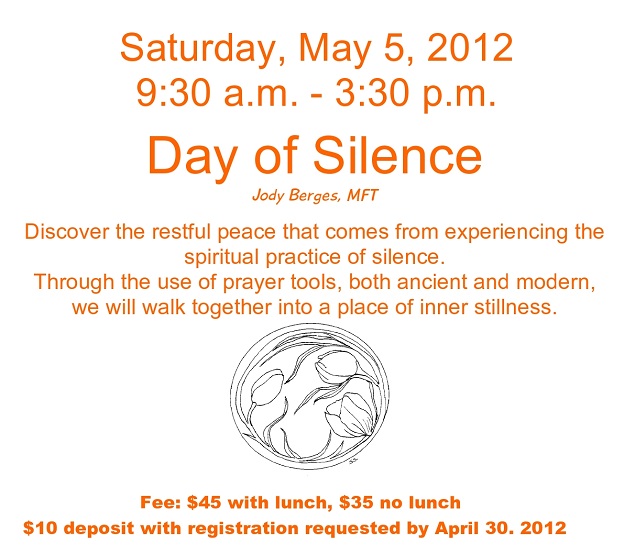 Saturday, May 5, 2012
9:30 a.m. - 3:30 p.m.
Day of Silence
Jody Berges, MFT
Discover the restful peace that comes from experiencing the
spiritual practice of silence.
Through the use of prayer tools, both ancient and modern,
we will walk together into a place of inner stillness.
Fee: $45 with lunch, $35 no lunch
$10 deposit with registration requested by April 30. 2012